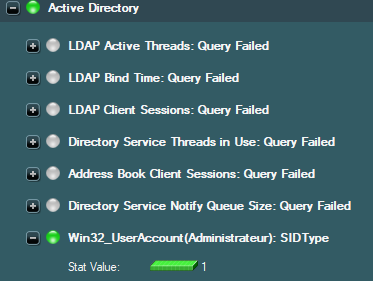 Active Directory
LDAP Active Threads: Query Failed
LDAP Bind Time: Query Failed
LDAP Client Sessions: Query Failed
Directory Service Threads in Use: Query Failed
Address Book Client Sessions: Query Failed
Directory Service Notify Queue Size: Query Failed
Win32_UserAccount(Administrateur): SIDType
Stat Value: 1